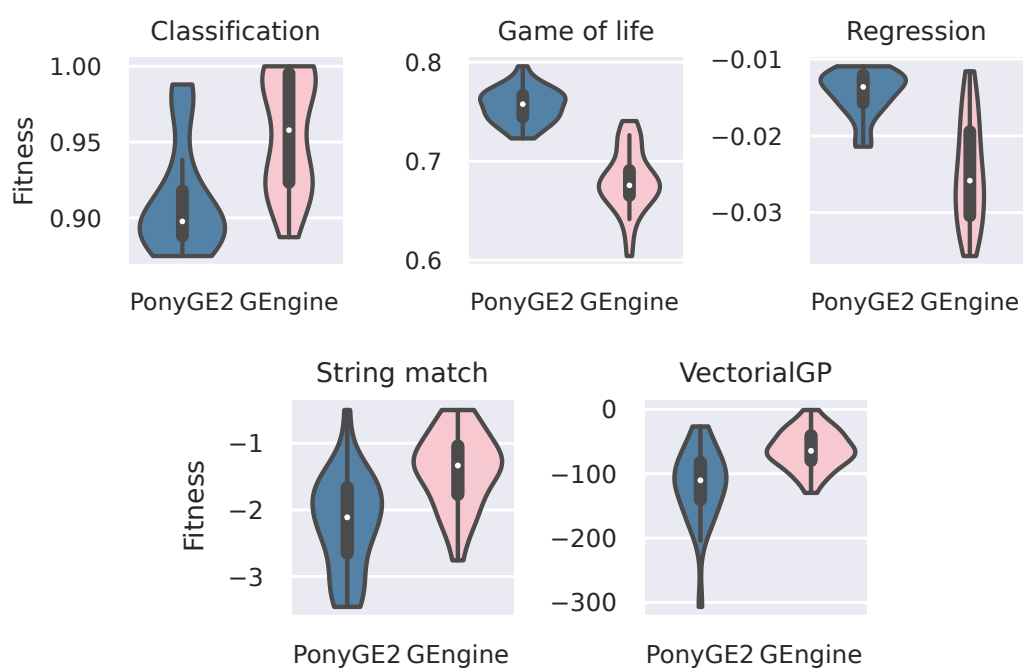 Classification
Game of life
Regression
Fitness
1.00
0.95
0.90
0.8
0.7
0.6
−0.01
−0.02
−0.03
PonyGE2 GEngine
PonyGE2 GEngine
PonyGE2 GEngine
String match
VectorialGP
Fitness
−1
−2
−3
0
−100
−200
−300
PonyGE2 GEngine
PonyGE2 GEngine